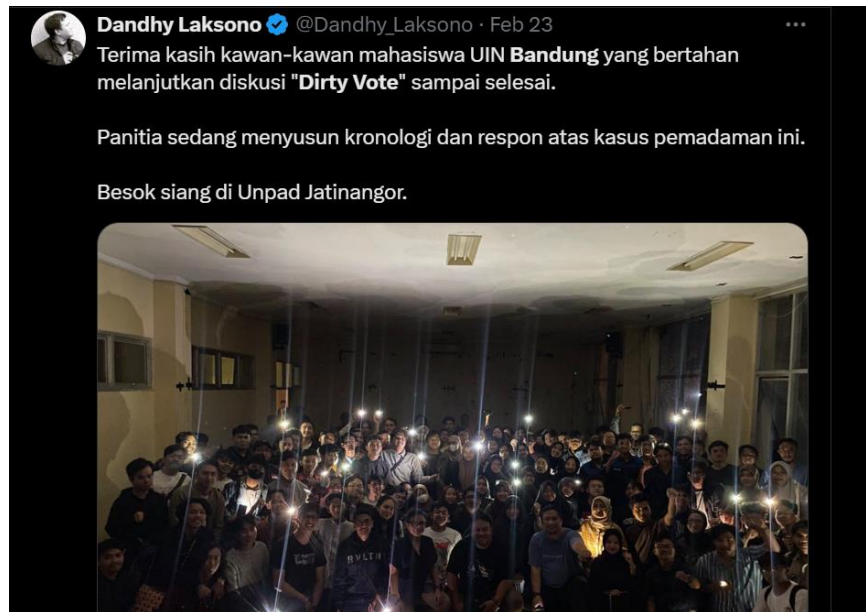 Dandhy Laksono @Dandhy_Laksono · Feb 23
Terima kasih kawan-kawan mahasiswa UIN Bandung yang bertahan
melanjutkan diskusi "Dirty Vote" sampai selesai.
Panitia sedang menyusun kronologi dan respon atas kasus pemadaman ini.
Besok siang di Unpad Jatinangor.